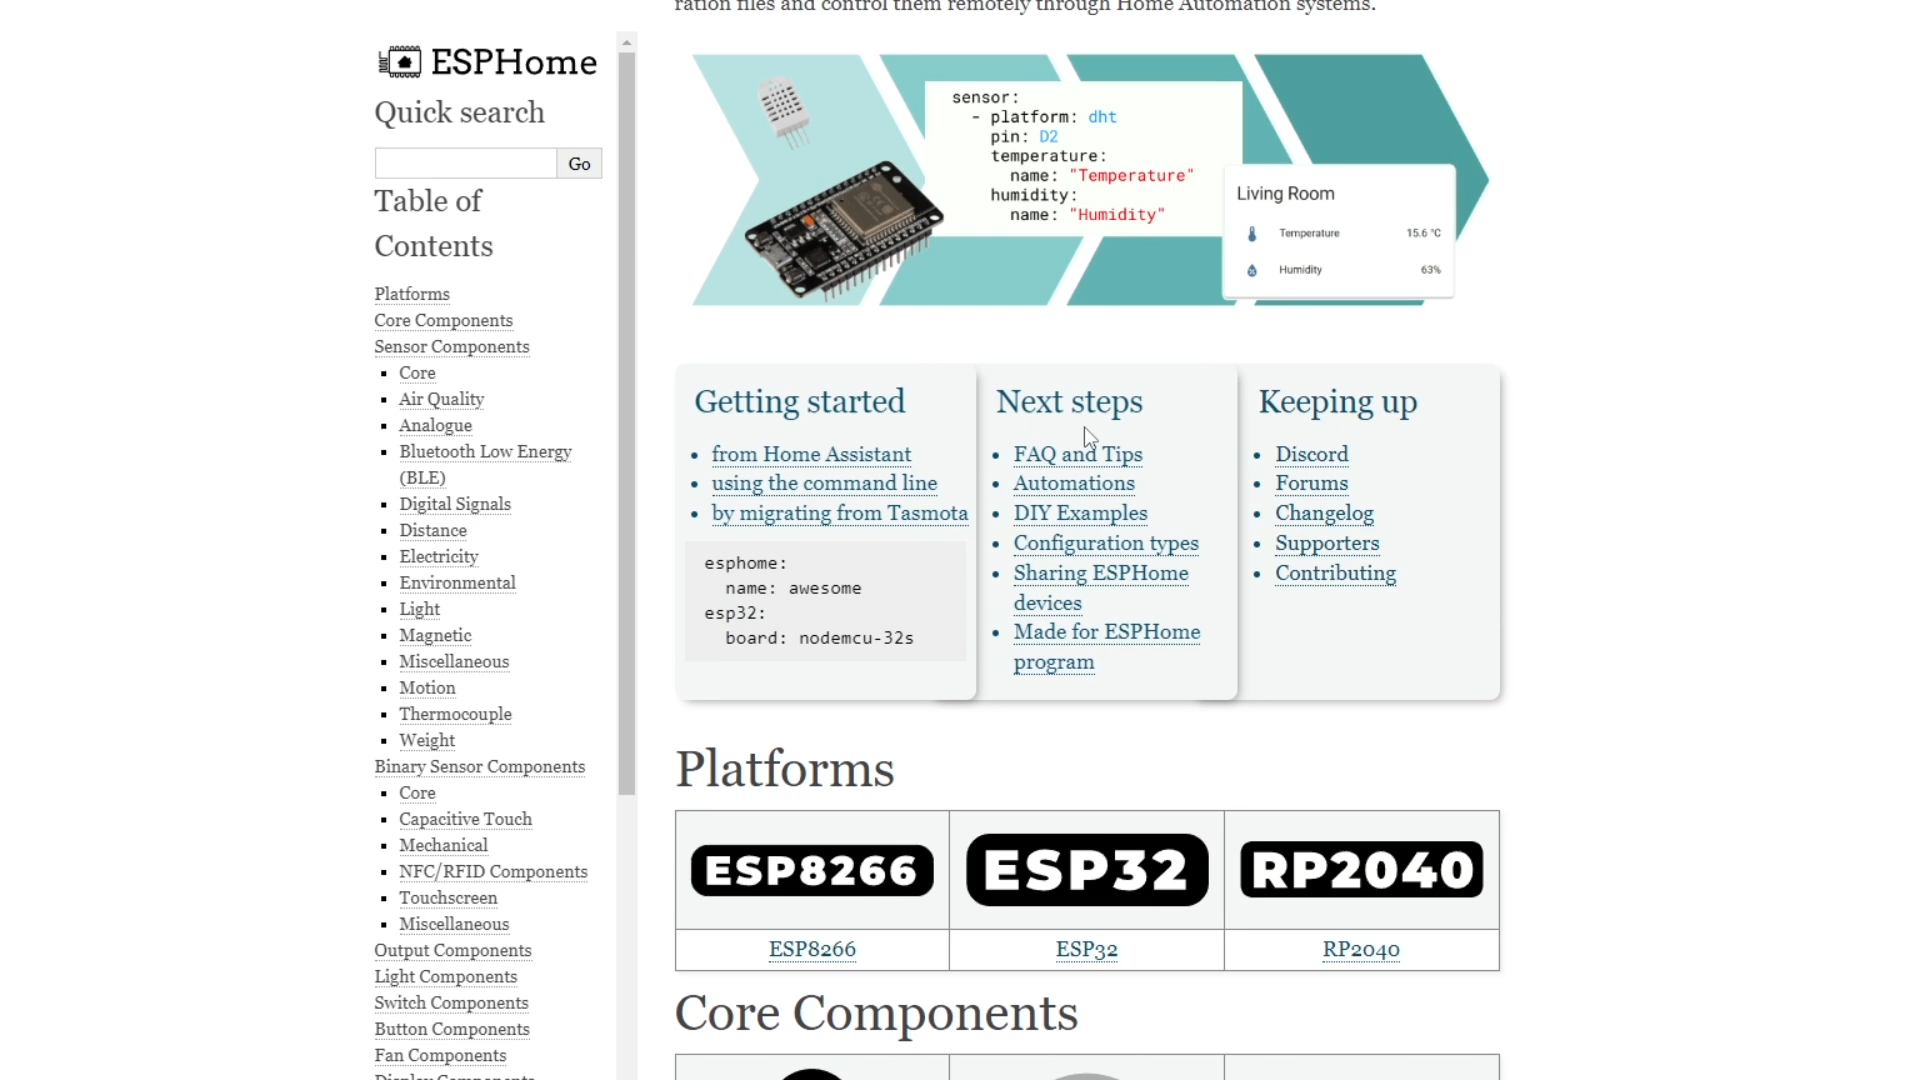 ration files and control them remotely through Home Automation systems.
ESPHome
Quick search
Go
Table of
Contents
Platforms
Core Components
Sensor Components
Core
Air Quality
Analogue
Bluetooth Low Energy
(BLE)
Digital Signals
Distance
Electricity
Environmental
Light
Magnetic
Miscellaneous
Motion
Thermocouple
Weight
Binary Sensor Components
Core
Capacitive Touch
Mechanical
NFC/RFID Components
Touchscreen
Miscellaneous
Output Components
Light Components
Switch Components
Button Components
Fan Components
Display Components
sensor:
- platform: dht
pin: D2
temperature:
name: "Temperature"
humidity:
name: "Humidity"
Living Room
Temperature 15.6 °C
Humidity 63%
Getting started
from Home Assistant
using the command line
by migrating from Tasmota
esphome:
name: awesome
esp32:
board: nodemcu-32s
Next steps
FAQ and Tips
Automations
DIY Examples
Configuration types
Sharing ESPHome
devices
Made for ESPHome
program
Keeping up
Discord
Forums
Changelog
Supporters
Contributing
Platforms
ESP8266 ESP32 RP2040
ESP8266 ESP32 RP2040
Core Components